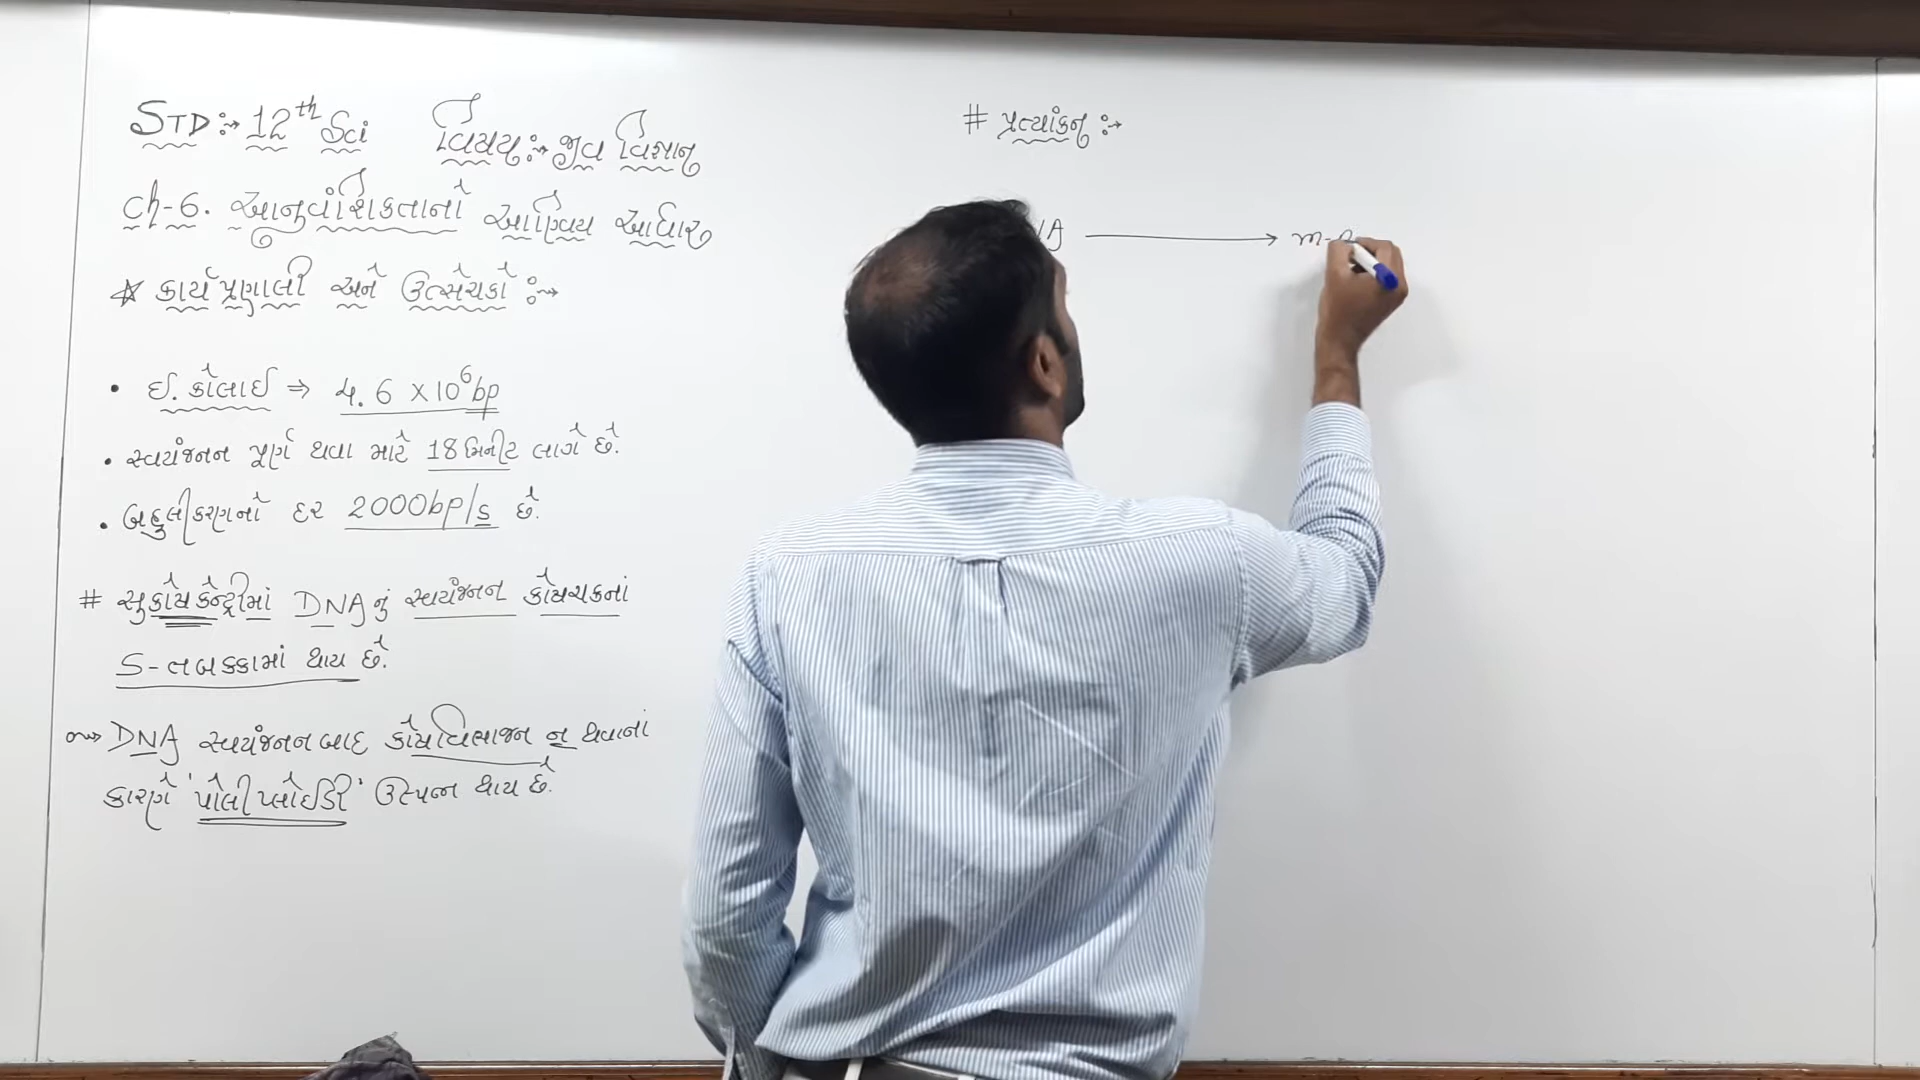 STD:→ 12th Sci વિષય:→ જીવ વિજ્ઞાન
Ch-6. આનુવંશિકતાનો આણ્વિય આધાર
☆ કાર્ય પ્રણાલી અને ઉત્સેચકો :→
• ઈ. કોલાઈ ⇒ 4.6 × 10⁶ bp
• સ્વયંજનન પૂર્ણ થવા માટે 18 મિનીટ લાગે છે.
• બહુલીકરણનો દર 2000bp/s છે.
# સુકોષકેન્દ્રીમાં DNA નું સ્વયંજનન કોષચક્રનાં
S-તબક્કામાં થાય છે.
→ DNA સ્વયંજનન બાદ કોષવિભાજન ન થવાનાં
કારણે 'પોલીપ્લોઈડી' ઉત્પન્ન થાય છે.
# પ્રત્યાંકન :→
A → m-